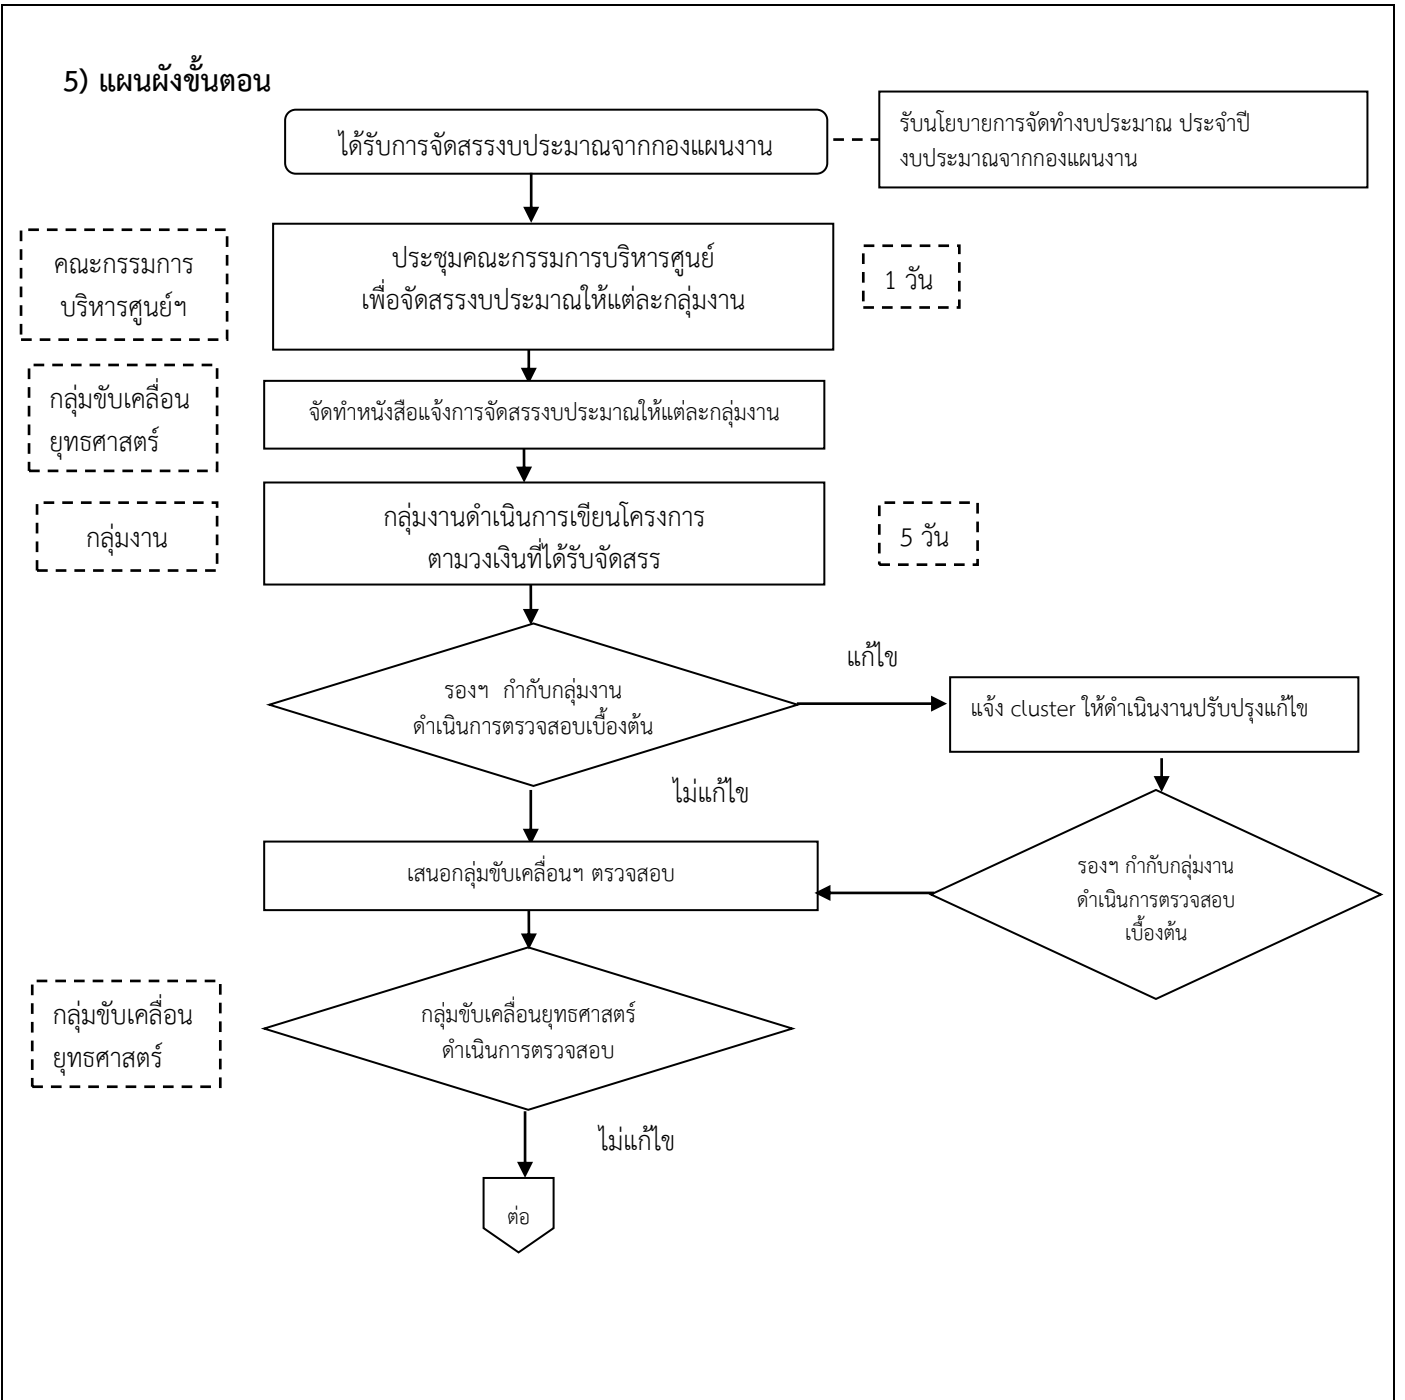 5) แผนผังขั้นตอน
ได้รับการจัดสรรงบประมาณจากกองแผนงาน
รับนโยบายการจัดทำงบประมาณ ประจำปี
งบประมาณจากกองแผนงาน
คณะกรรมการ
บริหารศูนย์ฯ
ประชุมคณะกรรมการบริหารศูนย์
เพื่อจัดสรรงบประมาณให้แต่ละกลุ่มงาน
1 วัน
กลุ่มขับเคลื่อน
ยุทธศาสตร์
จัดทำหนังสือแจ้งการจัดสรรงบประมาณให้แต่ละกลุ่มงาน
กลุ่มงาน
กลุ่มงานดำเนินการเขียนโครงการ
ตามวงเงินที่ได้รับจัดสรร
5 วัน
รองฯ กำกับกลุ่มงาน
ดำเนินการตรวจสอบเบื้องต้น
แก้ไข
แจ้ง cluster ให้ดำเนินงานปรับปรุงแก้ไข
ไม่แก้ไข
เสนอกลุ่มขับเคลื่อนฯ ตรวจสอบ
รองฯ กำกับกลุ่มงาน
ดำเนินการตรวจสอบ
เบื้องต้น
กลุ่มขับเคลื่อน
ยุทธศาสตร์
กลุ่มขับเคลื่อนยุทธศาสตร์
ดำเนินการตรวจสอบ
ไม่แก้ไข
ต่อ